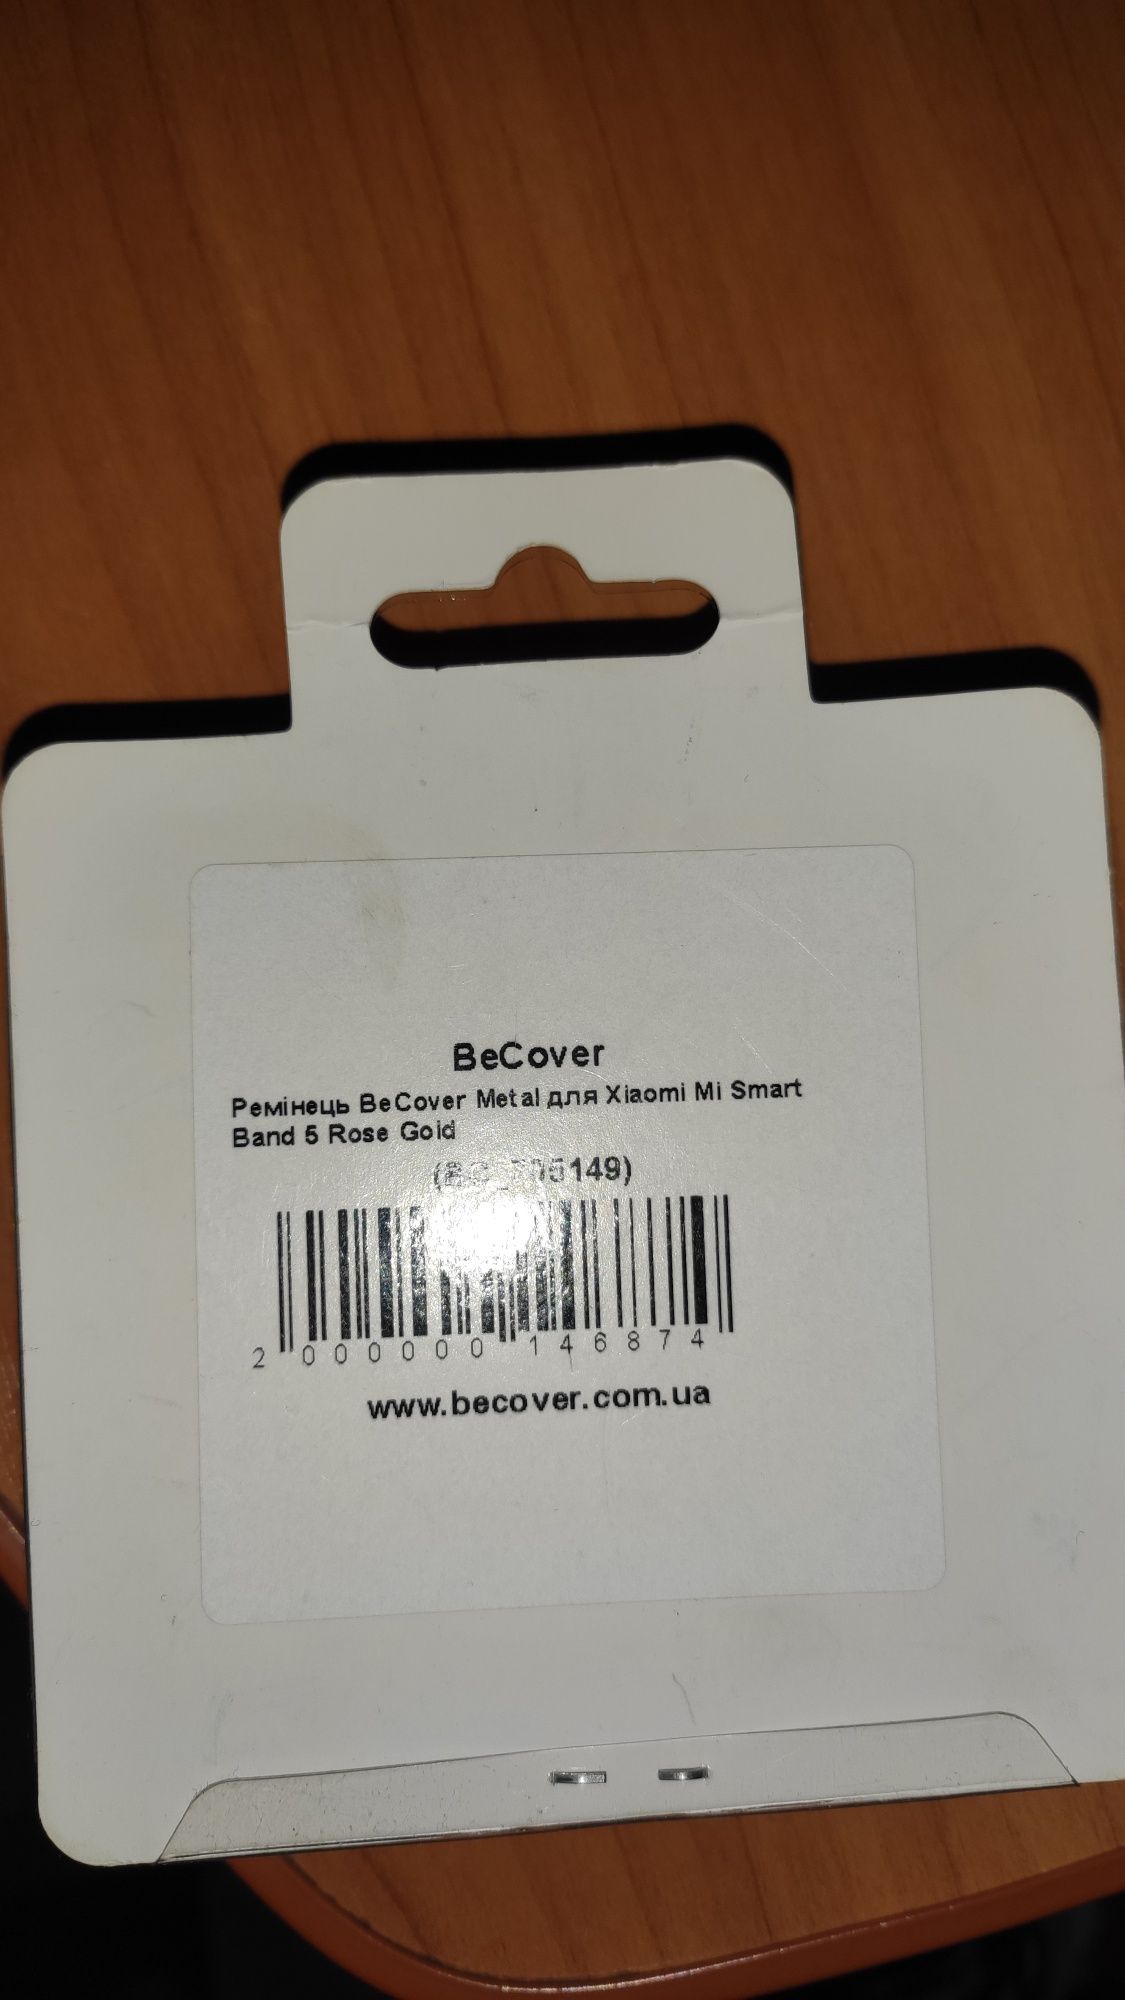 BeCover
Ремінець BeCover Metal для Xiaomi Mi Smart
Band 5 Rose Gold
2 000000 146874
www.becover.com.ua